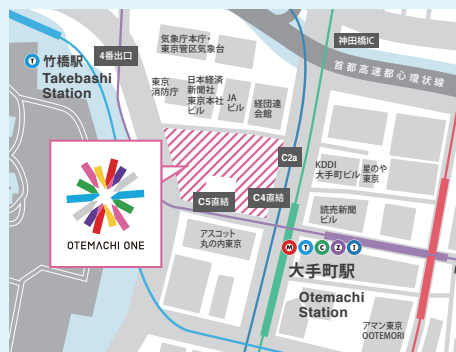 気象庁本庁・
東京管区気象台
神田橋IC
首都高速都心環状線
4番出口
T 竹橋駅
Takebashi
Station
東京
消防庁
日本経済
新聞社
東京本社
ビル
JA
ビル
経団連
会館
C2a
KDDI
大手町ビル
星のや
東京
OTEMACHI ONE
C5直結
C4直結
読売新聞
ビル
アスコット
丸の内東京
M T C Z I
大手町駅
Otemachi
Station
アマン東京
OOTEMORI